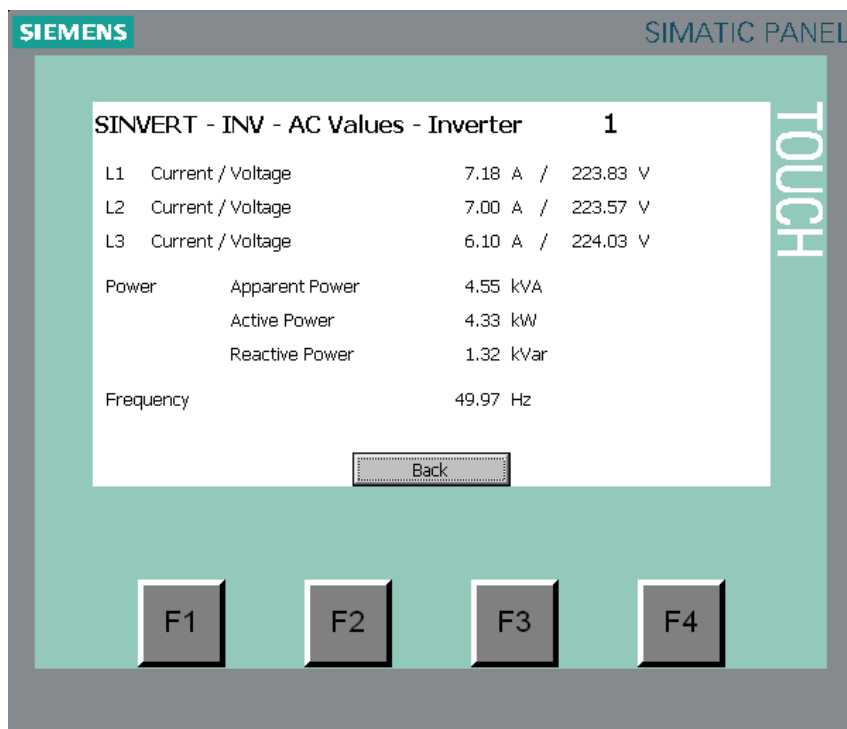 SIEMENS
SIMATIC PANEL
TOUCH
SINVERT - INV - AC Values - Inverter 1
L1 Current / Voltage 7.18 A / 223.83 V
L2 Current / Voltage 7.00 A / 223.57 V
L3 Current / Voltage 6.10 A / 224.03 V
Power Apparent Power 4.55 kVA
Active Power 4.33 kW
Reactive Power 1.32 kVar
Frequency 49.97 Hz
Back
F1 F2 F3 F4